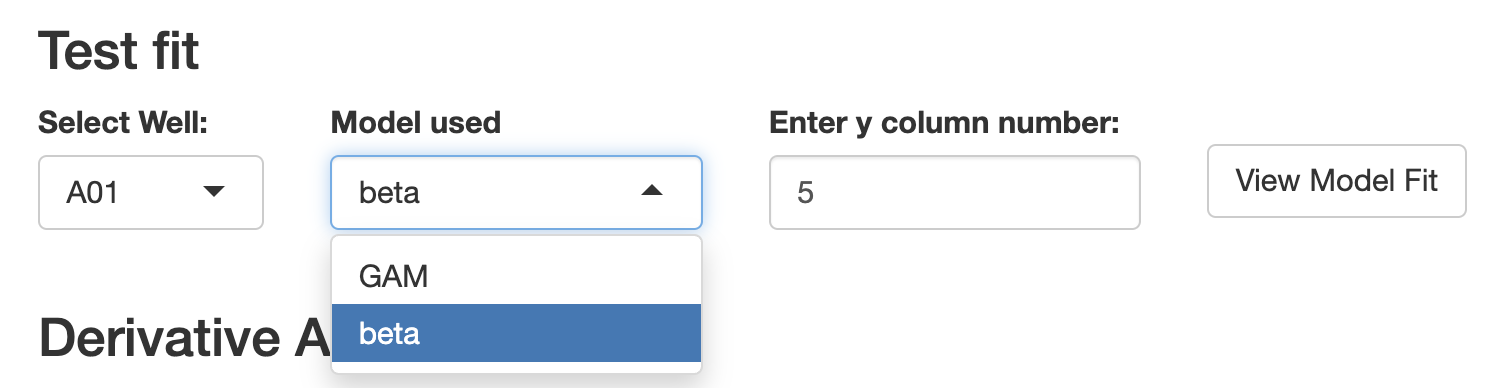 Test fit
Select Well: Model used Enter y column number:
A01 beta 5 View Model Fit
GAM
beta
Derivative A